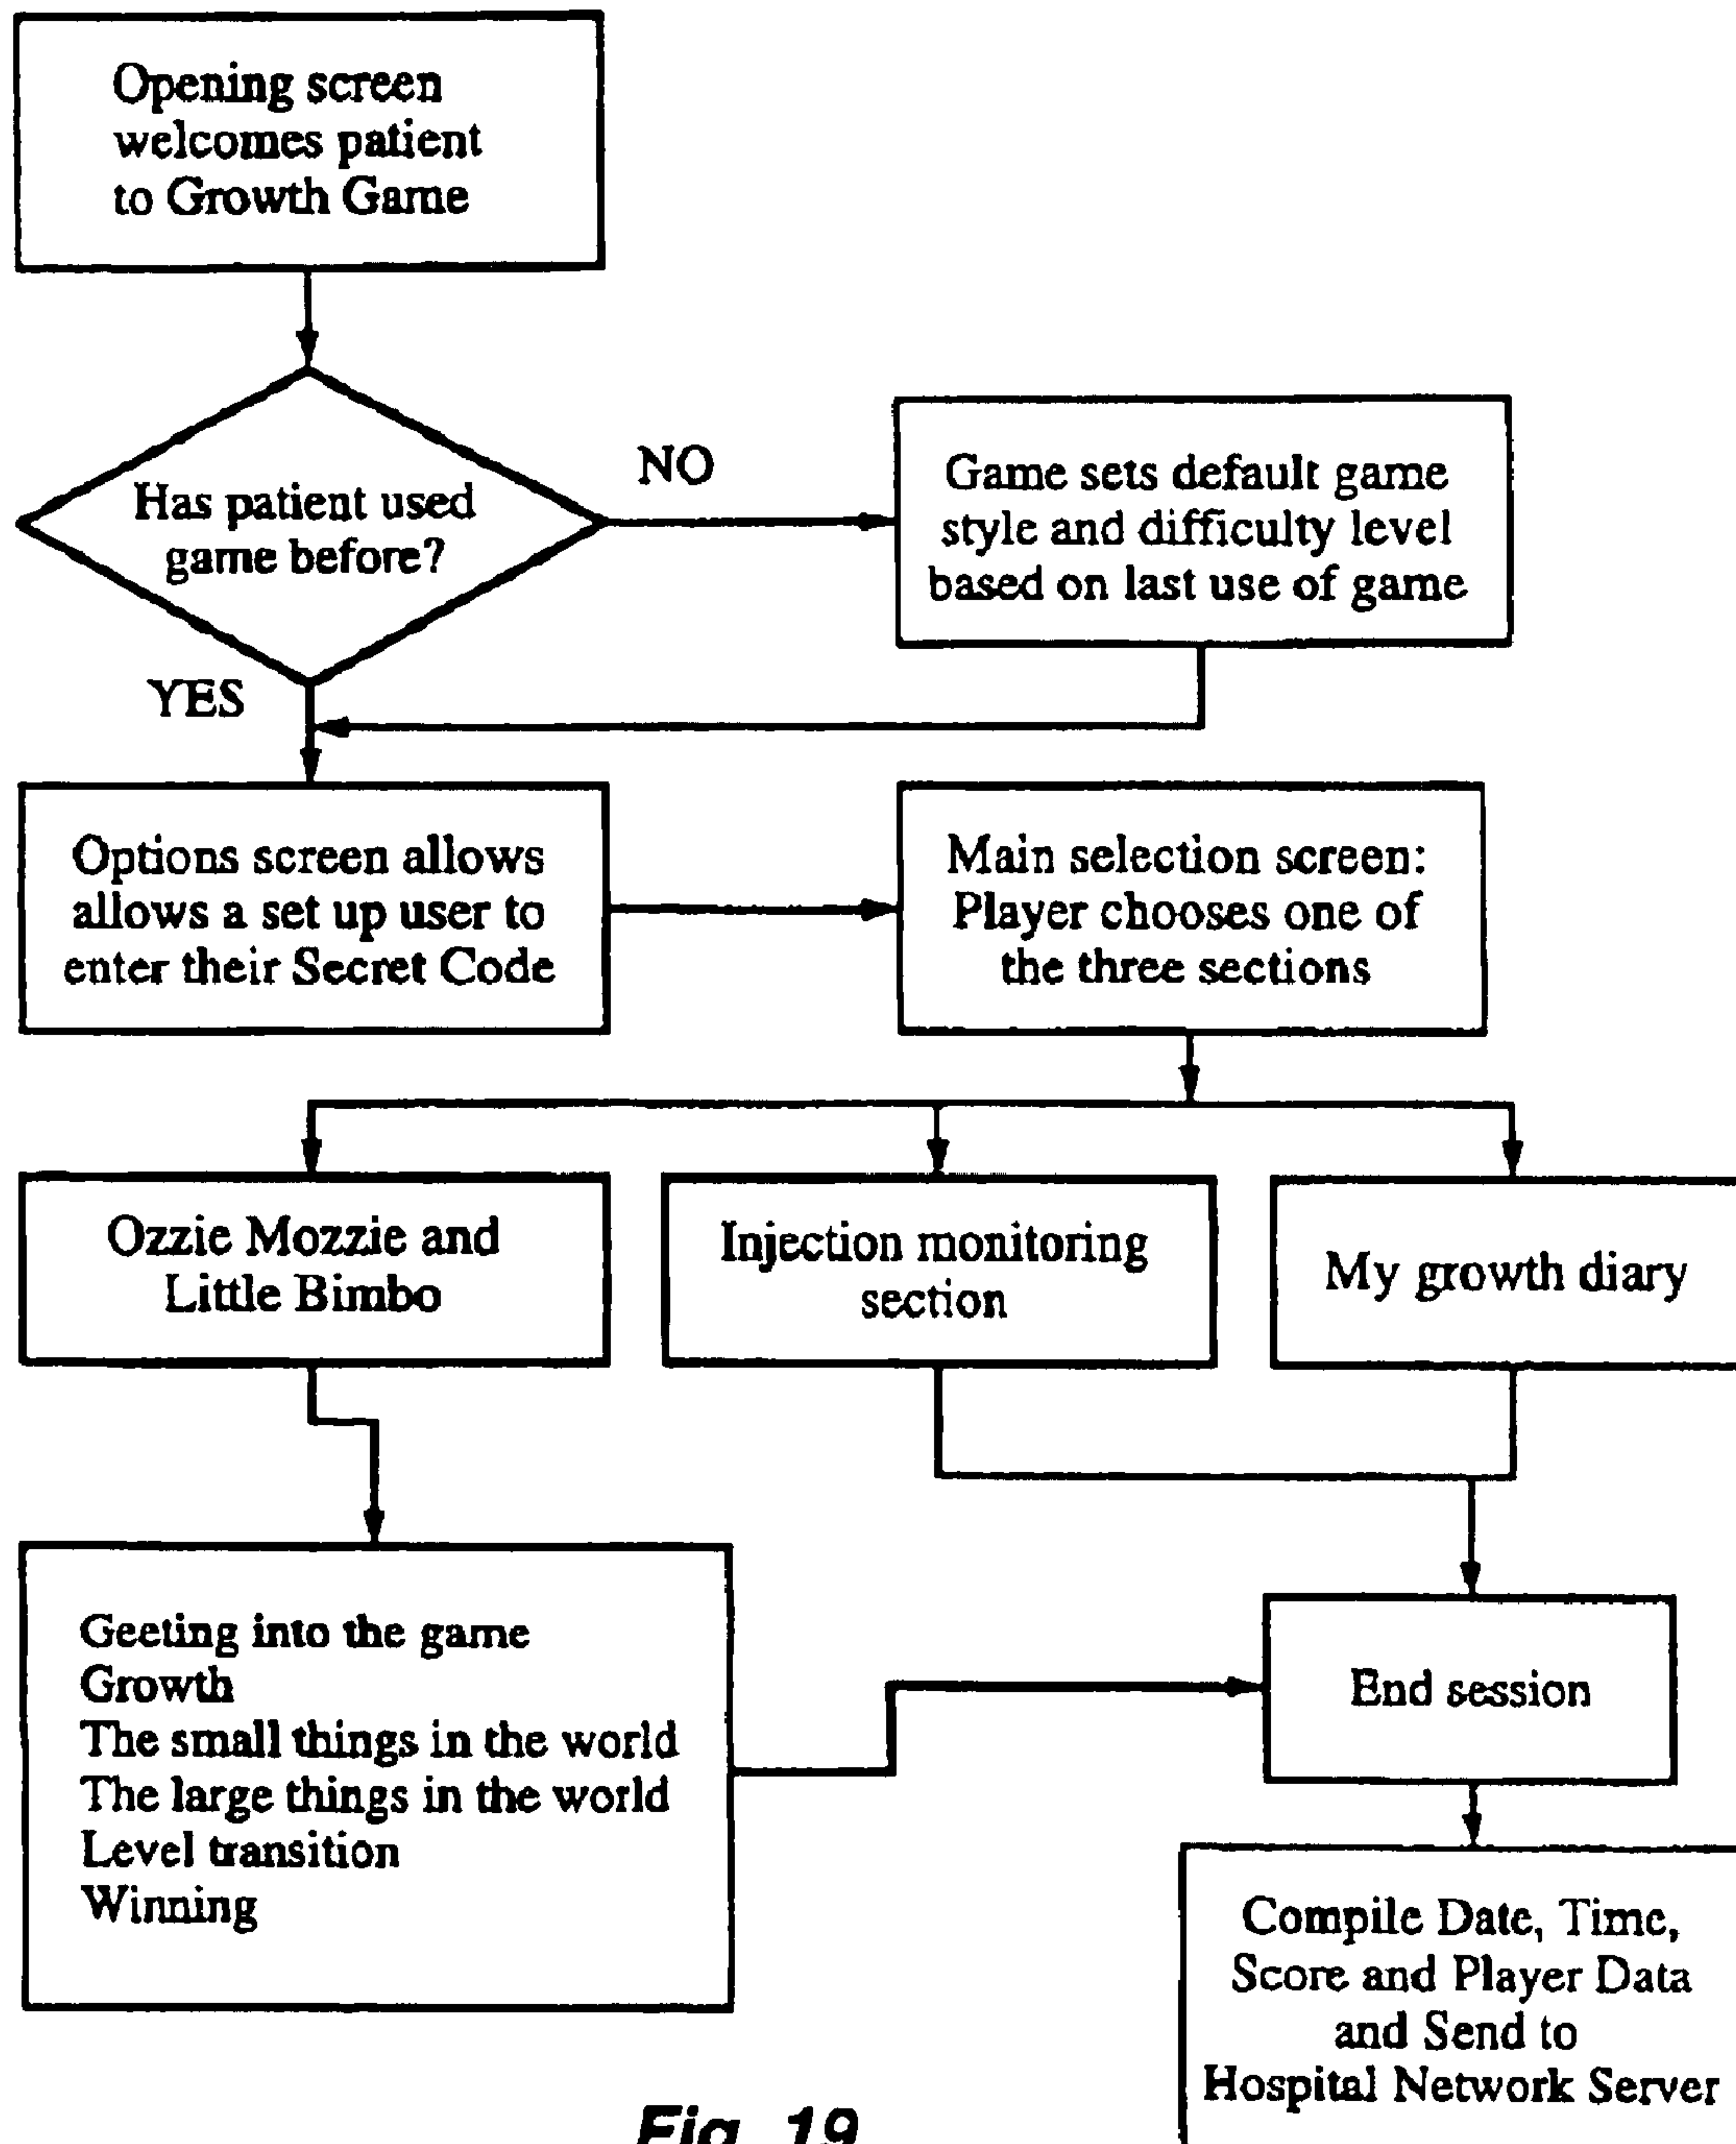 Opening screen
welcomes patient
to Growth Game
Has patient used
game before?
NO
Game sets default game
style and difficulty level
based on last use of game
YES
Options screen allows
allows a set up user to
enter their Secret Code
Main selection screen:
Player chooses one of
the three sections
Ozzie Mozzie and
Little Bimbo
Injection monitoring
section
My growth diary
Geeting into the game
Growth
The small things in the world
The large things in the world
Level transition
Winning
End session
Compile Date, Time,
Score and Player Data
and Send to
Hospital Network Server
Fig. 19